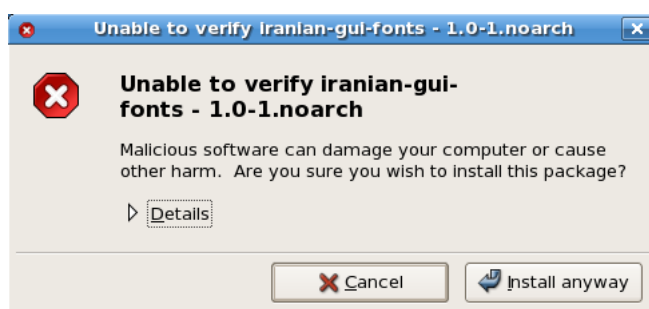 Unable to verify iranian-gui-fonts - 1.0-1.noarch
Unable to verify iranian-gui-
fonts - 1.0-1.noarch
Malicious software can damage your computer or cause
other harm.  Are you sure you wish to install this package?
Details
Cancel
Install anyway